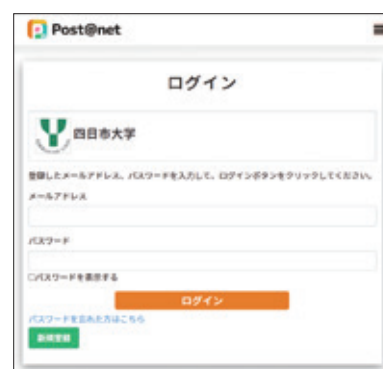 Post@net
ログイン
四日市大学
登録したメールアドレス、パスワードを入力して、ログインボタンをクリックしてください。
メールアドレス
パスワード
□パスワードを表示する
ログイン
パスワードを忘れた方はこちら
新規登録